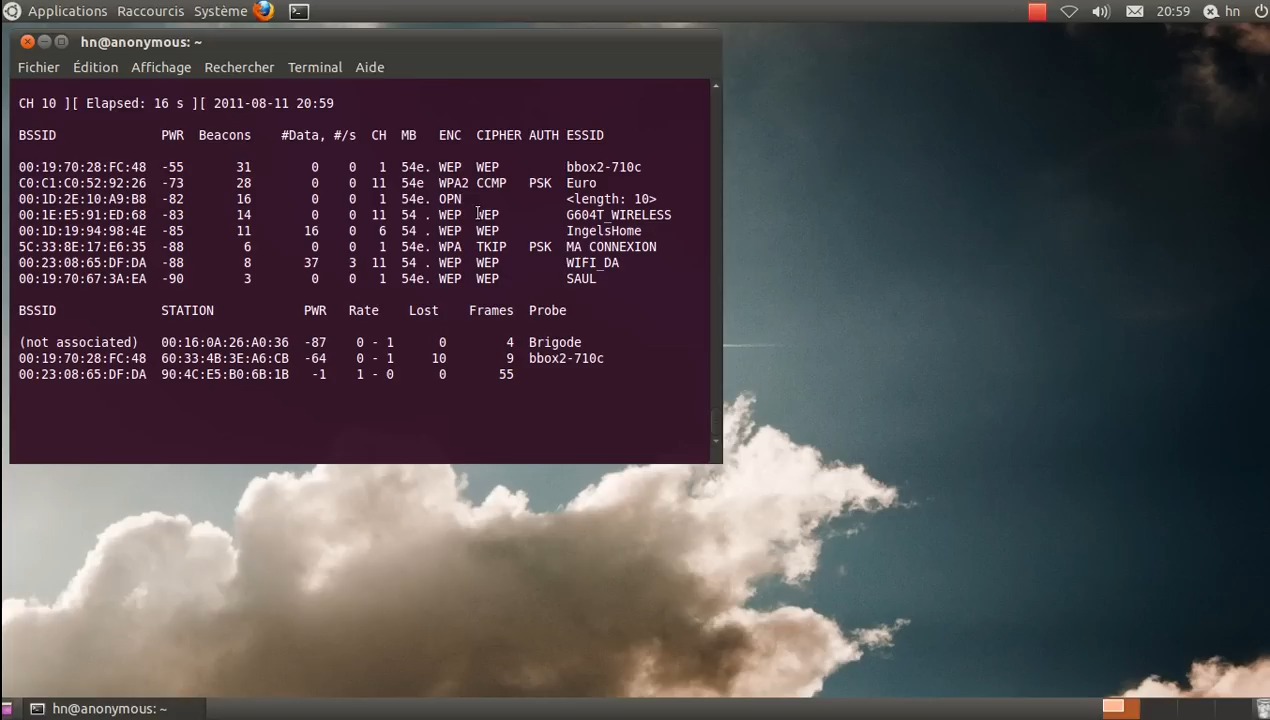 Applications Raccourcis Système 20:59 hn
hn@anonymous: ~
Fichier Édition Affichage Rechercher Terminal Aide
CH 10 ][ Elapsed: 16 s ][ 2011-08-11 20:59
BSSID PWR Beacons #Data, #/s CH MB ENC CIPHER AUTH ESSID
00:19:70:28:FC:48 -55 31 0 0 1 54e. WEP WEP bbox2-710c
C0:C1:C0:52:92:26 -73 28 0 0 11 54e WPA2 CCMP PSK Euro
00:1D:2E:10:A9:B8 -82 16 0 0 1 54e. OPN <length: 10>
00:1E:E5:91:ED:68 -83 14 0 0 11 54 . WEP WEP G604T_WIRELESS
00:1D:19:94:98:4E -85 11 16 0 6 54 . WEP WEP IngelsHome
5C:33:8E:17:E6:35 -88 6 0 0 1 54e. WPA TKIP PSK MA CONNEXION
00:23:08:65:DF:DA -88 8 37 3 11 54 . WEP WEP WIFI_DA
00:19:70:67:3A:EA -90 3 0 0 1 54e. WEP WEP SAUL
BSSID STATION PWR Rate Lost Frames Probe
(not associated) 00:16:0A:26:A0:36 -87 0 - 1 0 4 Brigode
00:19:70:28:FC:48 60:33:4B:3E:A6:CB -64 0 - 1 10 9 bbox2-710c
00:23:08:65:DF:DA 90:4C:E5:B0:6B:1B -1 1 - 0 0 55
hn@anonymous: ~